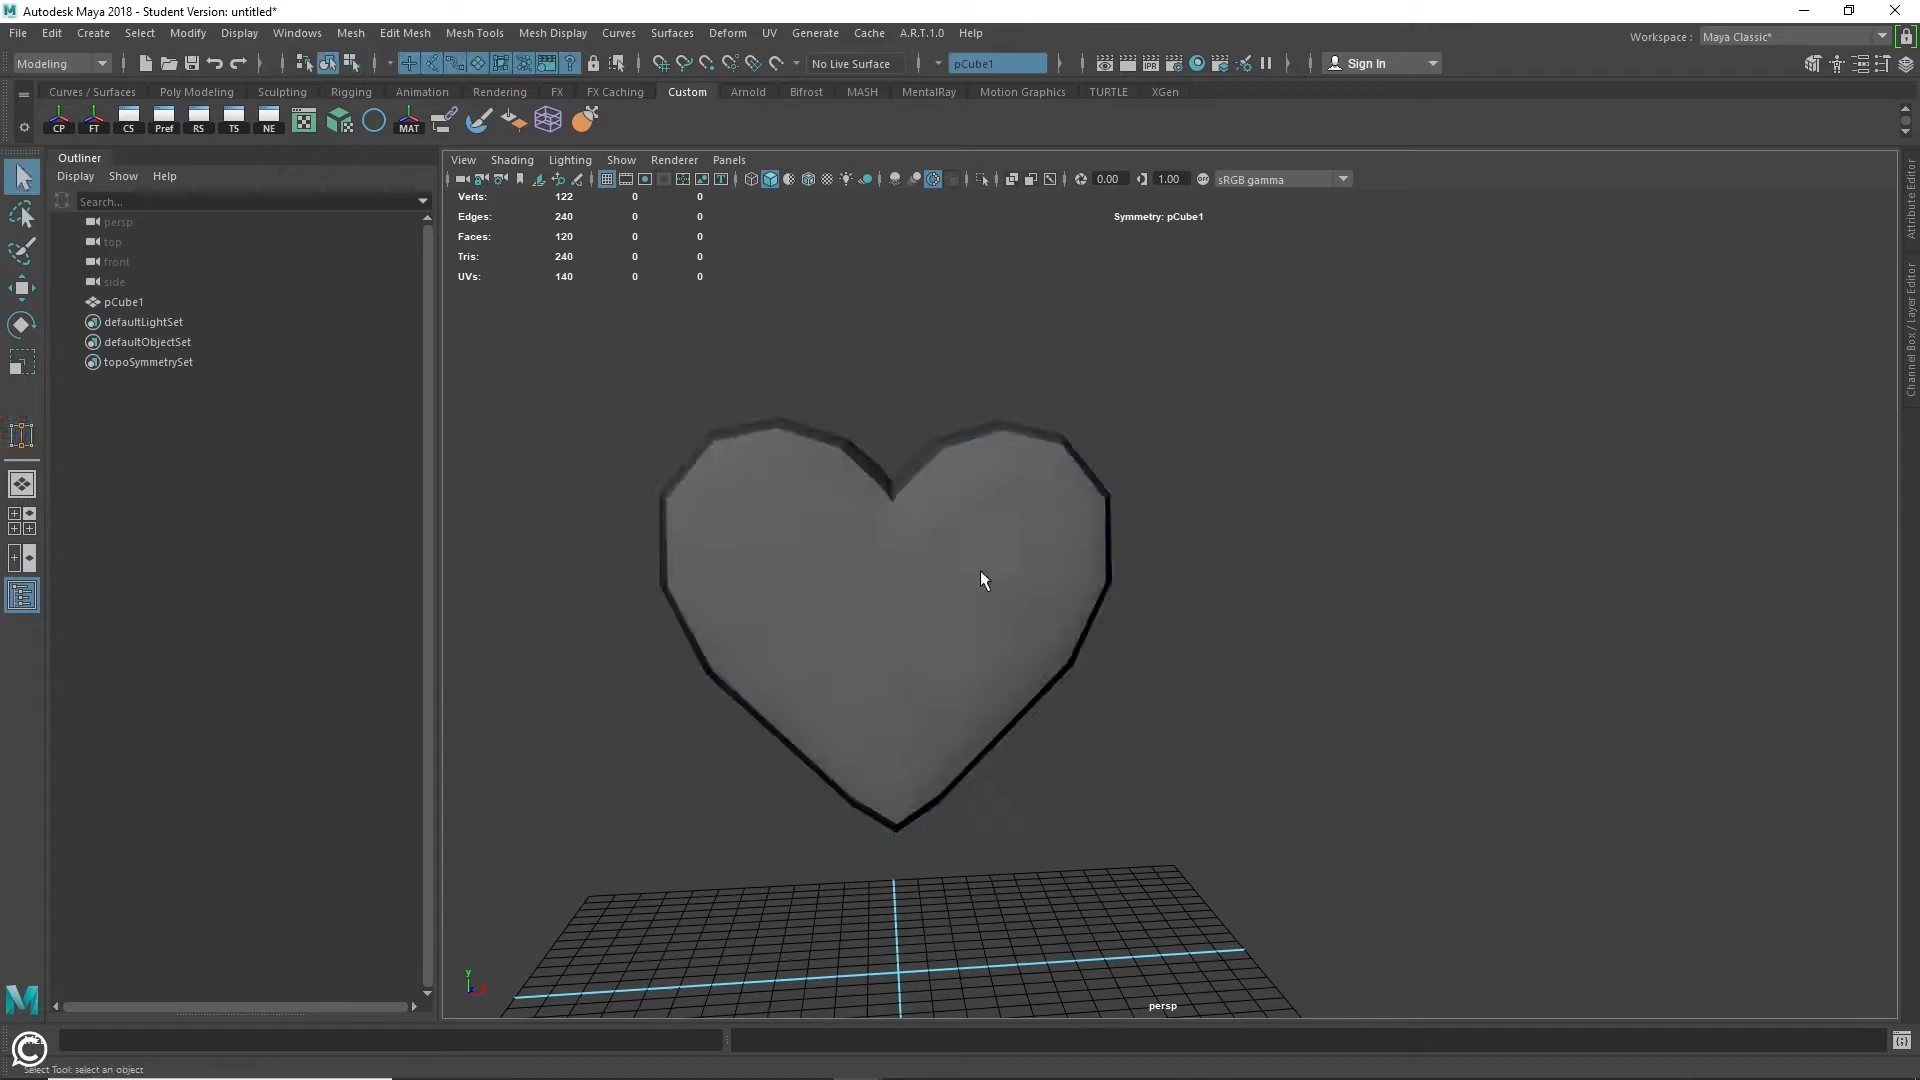 Autodesk Maya 2018 - Student Version: untitled*
File Edit Create Select Modify Display Windows Mesh Edit Mesh Mesh Tools Mesh Display Curves Surfaces Deform UV Generate Cache A.R.T.1.0 Help
Workspace : Maya Classic*
Modeling No Live Surface pCube1 Sign In
Curves / Surfaces Poly Modeling Sculpting Rigging Animation Rendering FX FX Caching Custom Arnold Bifrost MASH MentalRay Motion Graphics TURTLE XGen
CP FT CS Pref RS TS NE MAT
Outliner
Display Show Help
Search...
persp
top
front
side
pCube1
defaultLightSet
defaultObjectSet
topoSymmetrySet
View Shading Lighting Show Renderer Panels
0.00 1.00 sRGB gamma
Verts: 122 0 0
Edges: 240 0 0
Faces: 120 0 0
Tris: 240 0 0
UVs: 140 0 0
Symmetry: pCube1
y
persp
Attribute Editor
Channel Box / Layer Editor
Select Tool: select an object